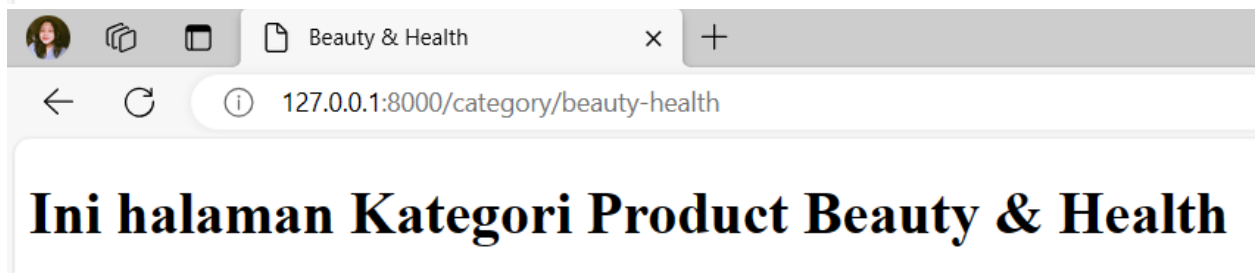 Beauty & Health
127.0.0.1:8000/category/beauty-health
Ini halaman Kategori Product Beauty & Health